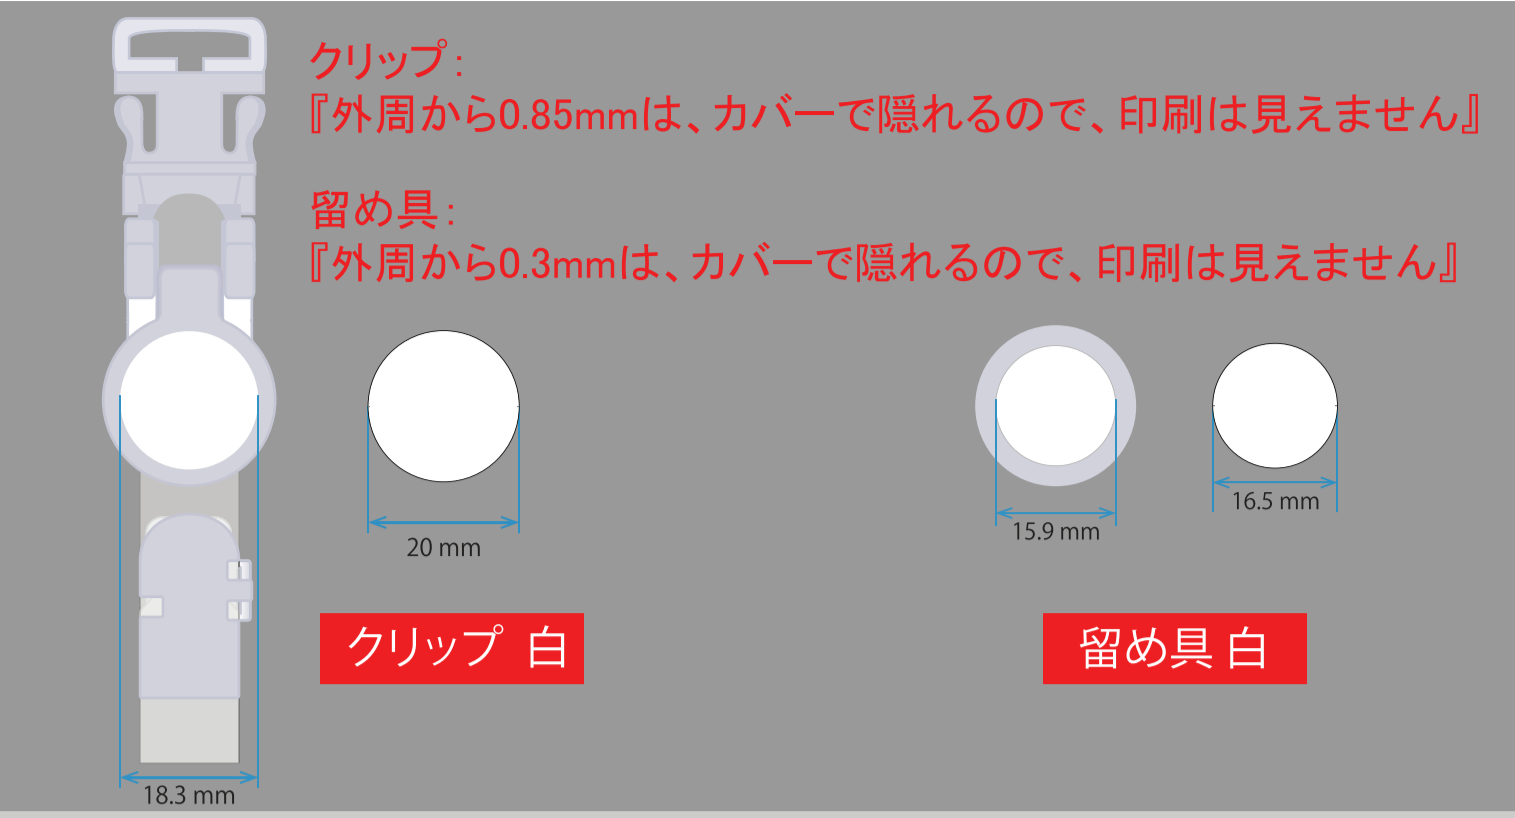 クリップ：
『外周から0.85mmは、カバーで隠れるので、印刷は見えません』
留め具：
『外周から0.3mmは、カバーで隠れるので、印刷は見えません』
16.5 mm
15.9 mm
20 mm
クリップ 白
留め具 白
18.3 mm